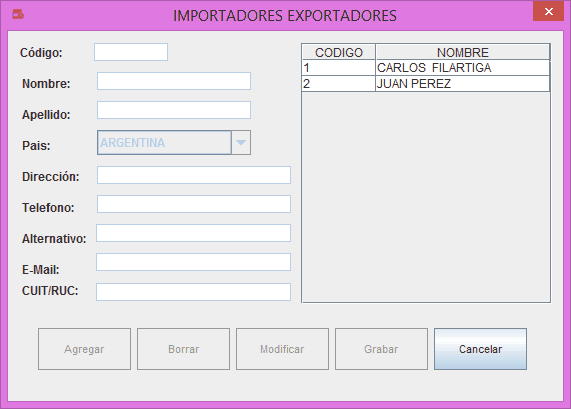 IMPORTADORES EXPORTADORES
Código:
Nombre:
Apellido:
Pais:
ARGENTINA
Dirección:
Telefono:
Alternativo:
E-Mail:
CUIT/RUC:
CODIGO NOMBRE
1 CARLOS FILARTIGA
2 JUAN PEREZ
Agregar Borrar Modificar Grabar Cancelar